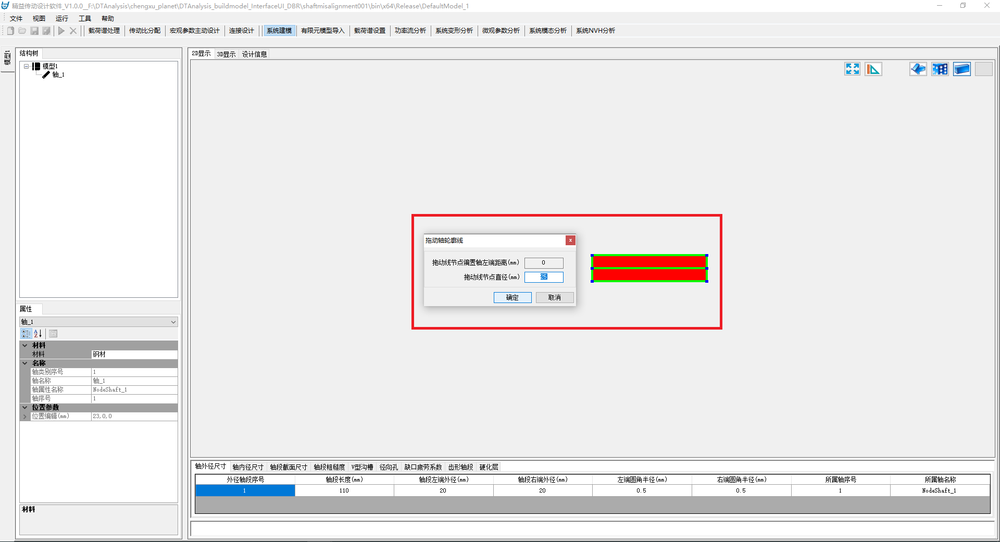 精益传动设计软件_V1.0.0__F:\DTAnalysis\chengxu_planet\DTAnalysis_buildmodel_InterfaceUI_DBR\shaftmisalignment001\bin\x64\Release\DefaultModel_1
文件 视图 运行 工具 帮助
载荷谱处理 传动比分配 宏观参数主动设计 连接设计 系统建模 有限元模型导入 载荷谱设置 功率流分析 系统变形分析 微观参数分析 系统模态分析 系统NVH分析
模型1
结构树
模型1
轴_1
2D显示 3D显示 设计信息
拖动轴轮廓线 x
拖动线节点偏置轴左端距离(mm) 0
拖动线节点直径(mm) 25
确定 取消
属性
轴_1
材料
材料 钢材
名称
轴类别序号 1
轴名称 轴_1
轴属性名称 NodeShaft_1
轴序号 1
位置参数
位置编辑(mm) 23,0,0
材料
轴外径尺寸 轴内径尺寸 轴段截面尺寸 轴段粗糙度 V型沟槽 径向孔 缺口疲劳系数 齿形轴段 硬化层
外径轴段序号 轴段长度(mm) 轴段左端外径(mm) 轴段右端外径(mm) 左端圆角半径(mm) 右端圆角半径(mm) 所属轴序号 所属轴名称
1 110 20 20 0.5 0.5 1 NodeShaft_1